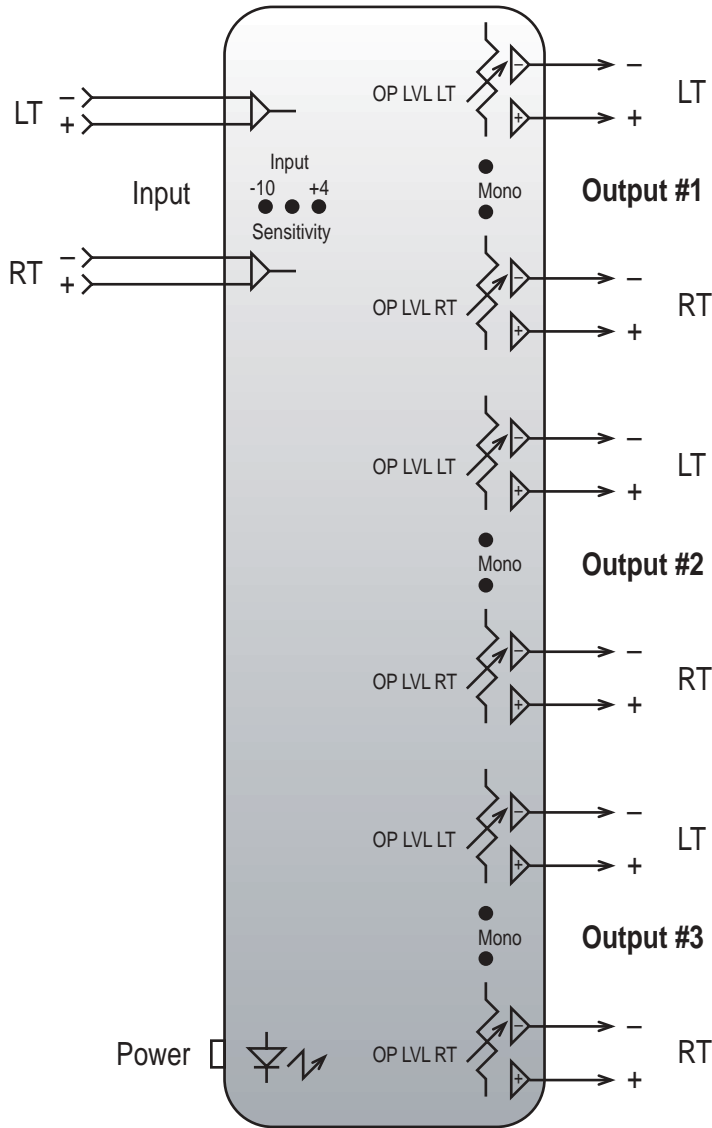 OP LVL LT
–
LT
+
LT
–
+
Input
Input
-10 +4
Sensitivity
Mono
Output #1
RT
–
+
OP LVL RT
–
RT
+
OP LVL LT
–
LT
+
Mono
Output #2
OP LVL RT
–
RT
+
OP LVL LT
–
LT
+
Mono
Output #3
Power
OP LVL RT
–
RT
+